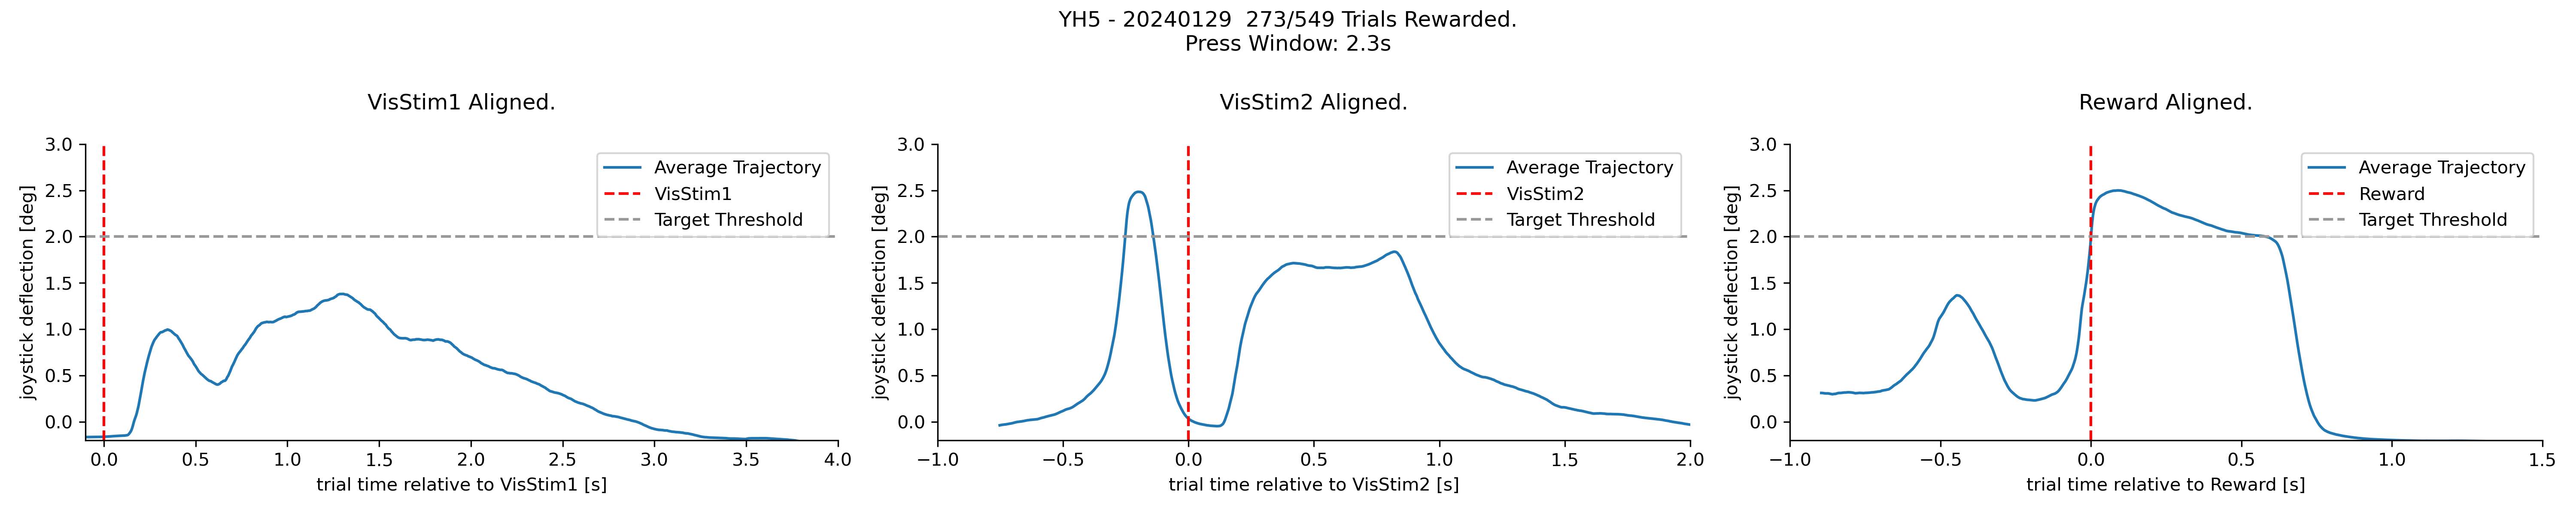 YH5 - 20240129  273/549 Trials Rewarded.
Press Window: 2.3s
VisStim1 Aligned.
joystick deflection [deg]
3.0
2.5
2.0
1.5
1.0
0.5
0.0
Average Trajectory
VisStim1
Target Threshold
0.0 0.5 1.0 1.5 2.0 2.5 3.0 3.5 4.0
trial time relative to VisStim1 [s]
VisStim2 Aligned.
joystick deflection [deg]
3.0
2.5
2.0
1.5
1.0
0.5
0.0
Average Trajectory
VisStim2
Target Threshold
−1.0 −0.5 0.0 0.5 1.0 1.5 2.0
trial time relative to VisStim2 [s]
Reward Aligned.
joystick deflection [deg]
3.0
2.5
2.0
1.5
1.0
0.5
0.0
Average Trajectory
Reward
Target Threshold
−1.0 −0.5 0.0 0.5 1.0 1.5
trial time relative to Reward [s]